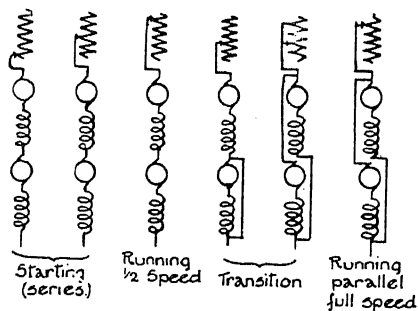 Starting
(series.)
Running
1/2 Speed
Transition
Running
parallel
full speed